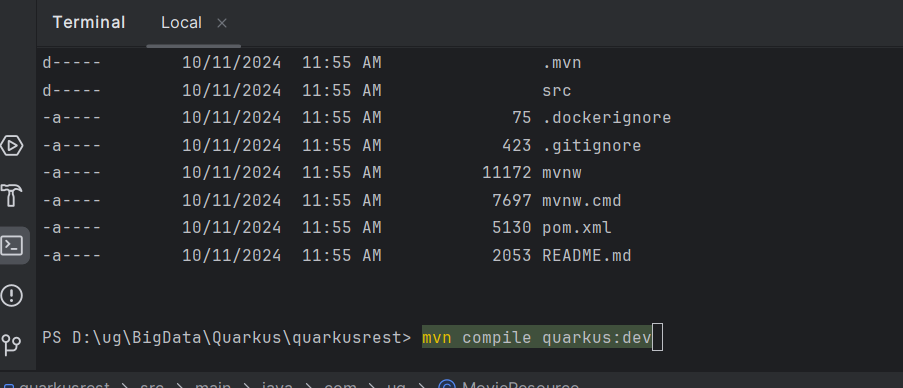 Terminal Local ×
d----- 10/11/2024 11:55 AM .mvn
d----- 10/11/2024 11:55 AM src
-a---- 10/11/2024 11:55 AM 75 .dockerignore
-a---- 10/11/2024 11:55 AM 423 .gitignore
-a---- 10/11/2024 11:55 AM 11172 mvnw
-a---- 10/11/2024 11:55 AM 7697 mvnw.cmd
-a---- 10/11/2024 11:55 AM 5130 pom.xml
-a---- 10/11/2024 11:55 AM 2053 README.md
PS D:\ug\BigData\Quarkus\quarkusrest> mvn compile quarkus:dev
quarkusrest > src > main > java > com > ug > MovieResource